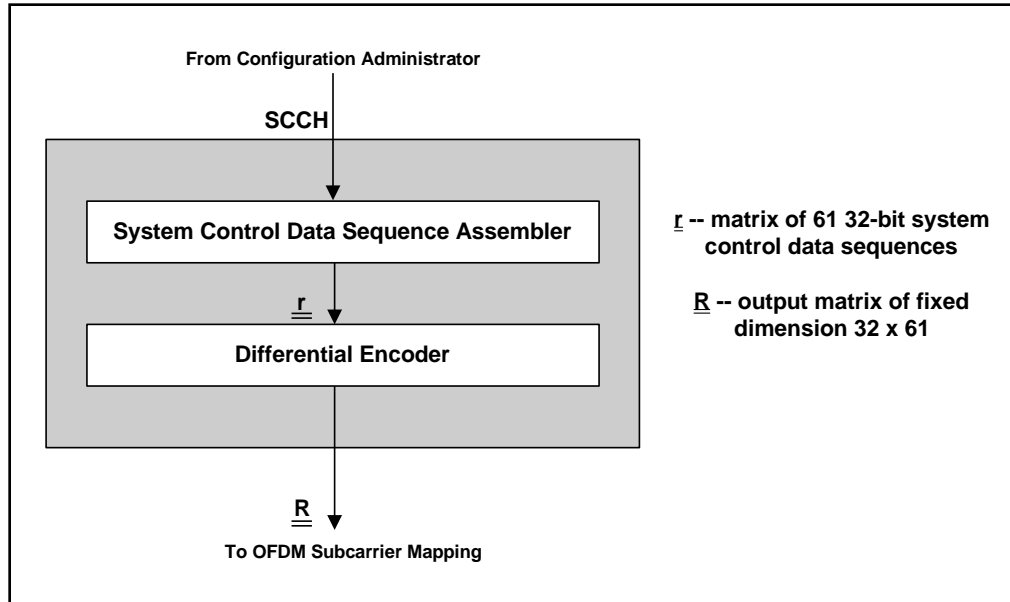 From Configuration Administrator
SCCH
System Control Data Sequence Assembler
r
Differential Encoder
R
To OFDM Subcarrier Mapping
r -- matrix of 61 32-bit system
control data sequences
R -- output matrix of fixed
dimension 32 x 61